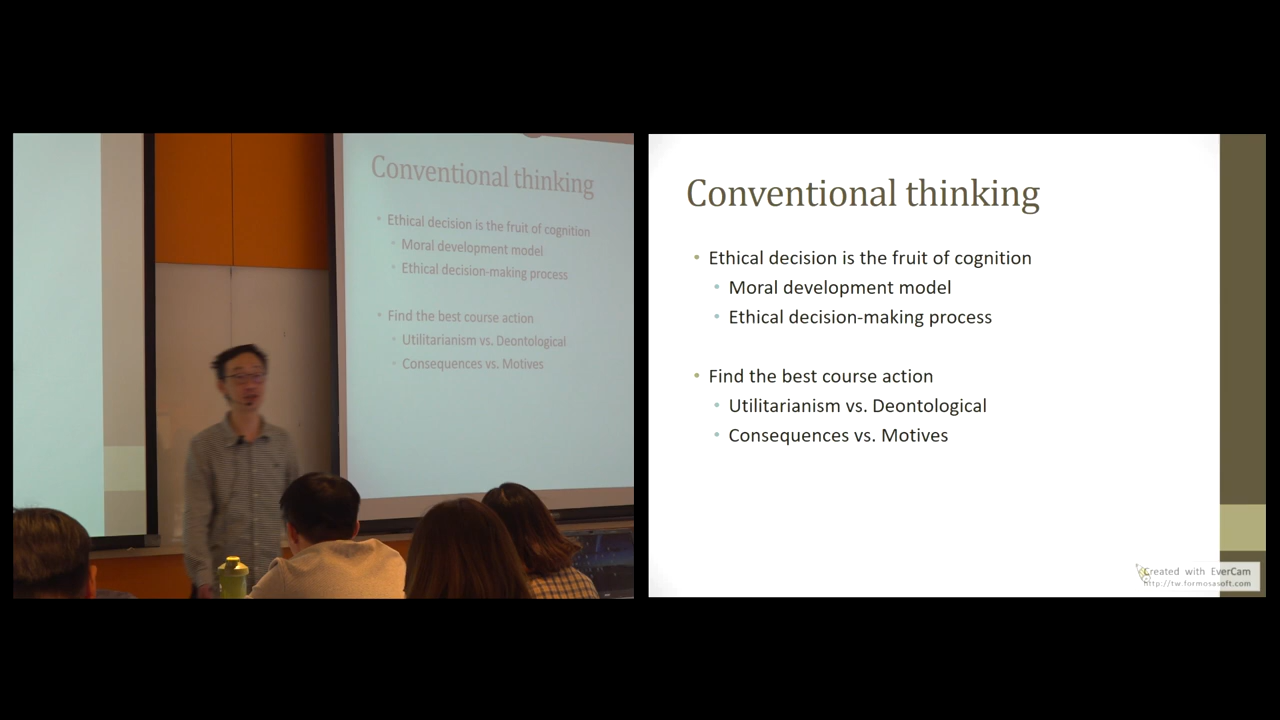 Conventional thinking
• Ethical decision is the fruit of cognition
• Moral development model
• Ethical decision-making process
• Find the best course action
• Utilitarianism vs. Deontological
• Consequences vs. Motives
Conventional thinking
• Ethical decision is the fruit of cognition
• Moral development model
• Ethical decision-making process
• Find the best course action
• Utilitarianism vs. Deontological
• Consequences vs. Motives
Created with EverCam
http://tw.formosasoft.com